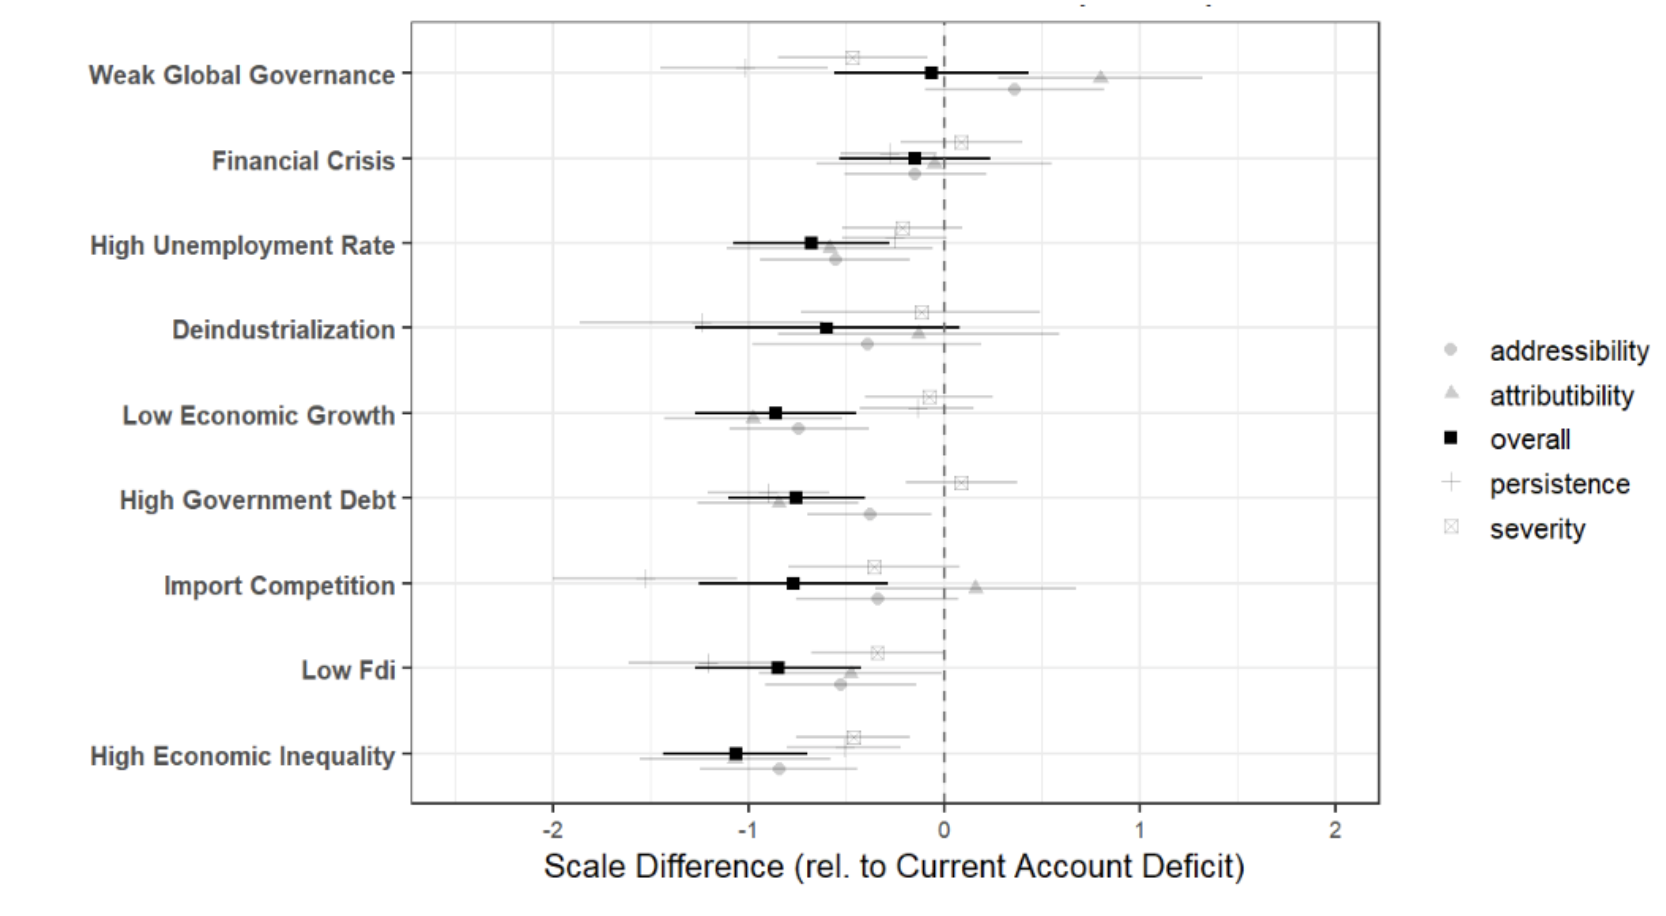 Weak Global Governance
Financial Crisis
High Unemployment Rate
Deindustrialization
Low Economic Growth
High Government Debt
Import Competition
Low Fdi
High Economic Inequality
-2 -1 0 1 2
Scale Difference (rel. to Current Account Deficit)
addressibility
attributibility
overall
persistence
severity